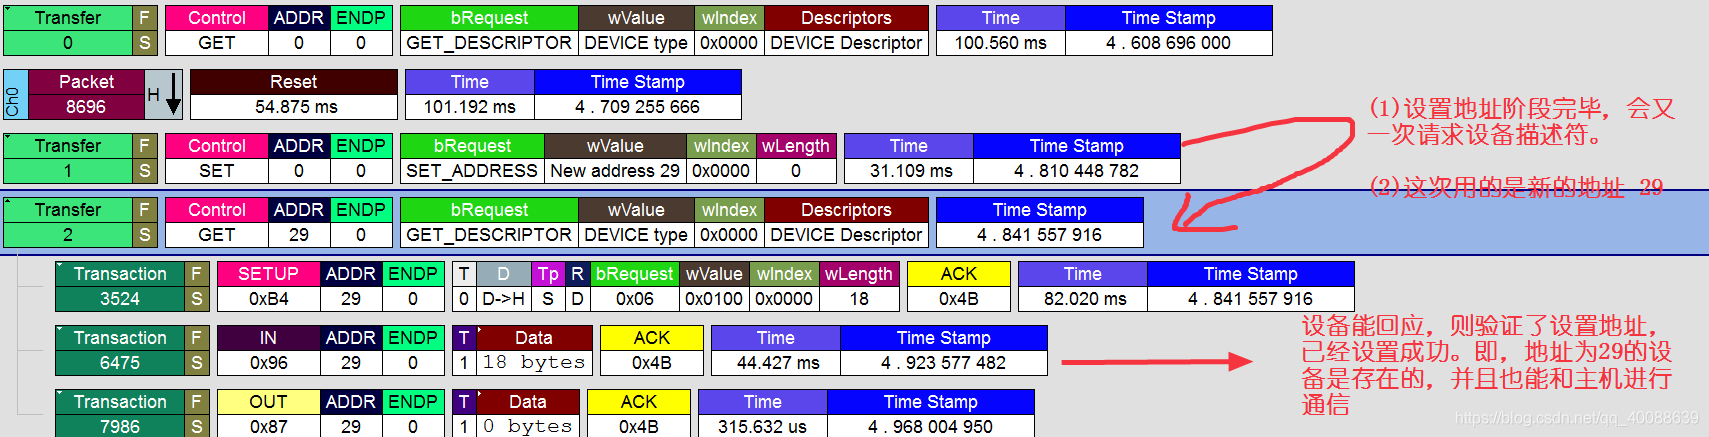 Transfer F Control ADDR ENDP bRequest wValue wIndex Descriptors Time Time Stamp
0 S GET 0 0 GET_DESCRIPTOR DEVICE type 0x0000 DEVICE Descriptor 100.560 ms 4 . 608 696 000
Ch0 Packet H Reset Time Time Stamp
8696 54.875 ms 101.192 ms 4 . 709 255 666
(1)设置地址阶段完毕，会又
一次请求设备描述符。
Transfer F Control ADDR ENDP bRequest wValue wIndex wLength Time Time Stamp
1 S SET 0 0 SET_ADDRESS New address 29 0x0000 0 31.109 ms 4 . 810 448 782
(2)这次用的是新的地址 29
Transfer F Control ADDR ENDP bRequest wValue wIndex Descriptors Time Stamp
2 S GET 29 0 GET_DESCRIPTOR DEVICE type 0x0000 DEVICE Descriptor 4 . 841 557 916
Transaction F SETUP ADDR ENDP T D Tp R bRequest wValue wIndex wLength ACK Time Time Stamp
3524 S 0xB4 29 0 0 D->H S D 0x06 0x0100 0x0000 18 0x4B 82.020 ms 4 . 841 557 916
Transaction F IN ADDR ENDP T Data ACK Time Time Stamp
6475 S 0x96 29 0 1 18 bytes 0x4B 44.427 ms 4 . 923 577 482
设备能回应，则验证了设置地址，
已经设置成功。即，地址为29的设
备是存在的，并且也能和主机进行
通信
Transaction F OUT ADDR ENDP T Data ACK Time Time Stamp
7986 S 0x87 29 0 1 0 bytes 0x4B 315.632 us 4 . 968 004 950
https://blog.csdn.net/qq_40088639